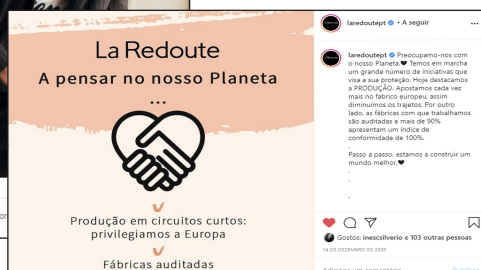 La Redoute
A pensar no nosso Planeta
...
Produção em circuitos curtos:
privilegiamos a Europa
Fábricas auditadas
laredoutept • A seguir
...
laredoutept Preocupamo-nos com
o nosso Planeta.🖤 Temos em marcha
um grande número de iniciativas que
visa a sua proteção. Hoje destacamos
a PRODUÇÃO. Apostamos cada vez
mais no fabrico europeu, assim
diminuímos os trajetos. Por outro
lado, as fábricas com que trabalhamos
são auditadas e mais de 90%
apresentam um índice de
conformidade de 100%.
.
Passo a passo, estamos a construir um
mundo melhor.🖤
.
.
.
Gostos: inescsilverio e 103 outras pessoas
14 DE DEZEMBRO DE 2020